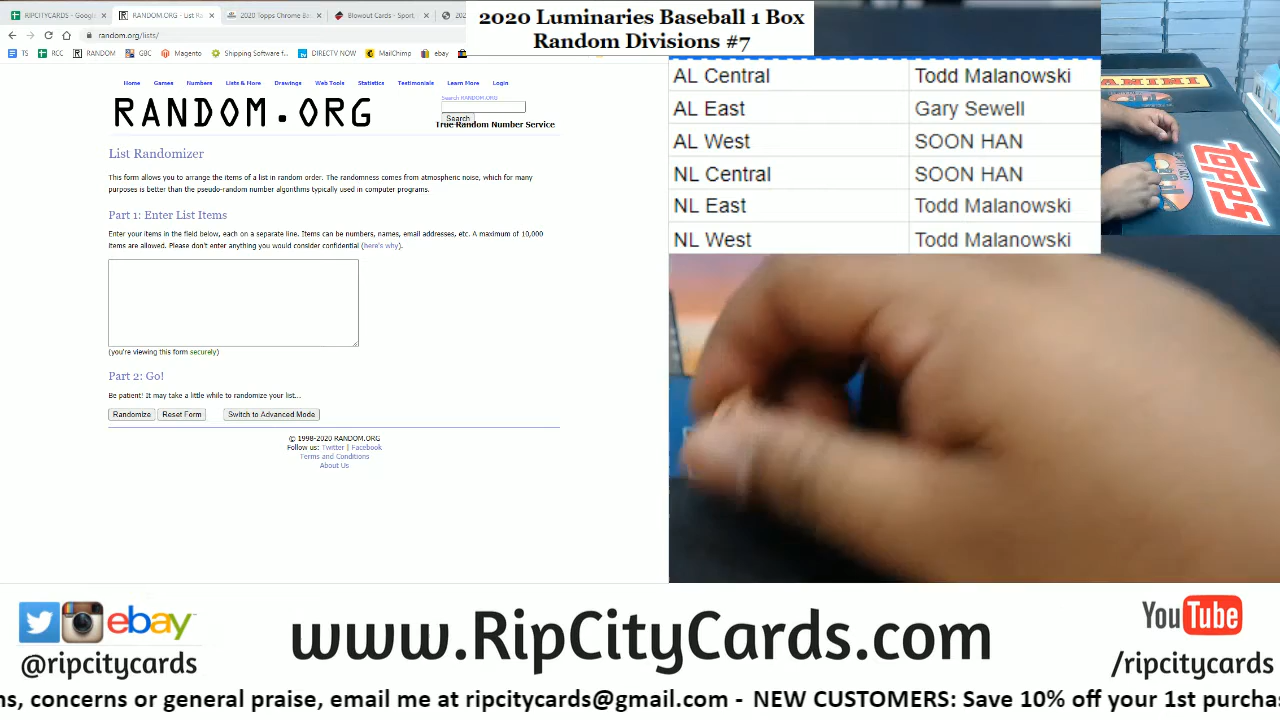 RIPCITYCARDS - Google
RANDOM.ORG - List Ra
2020 Topps Chrome Bas
Blowout Cards - Sport
202
random.org/lists/
TS
RCC
RANDOM
GBC
Magento
Shipping Software f...
DIRECTV NOW
MailChimp
ebay
2020 Luminaries Baseball 1 Box
Random Divisions #7
AL Central Todd Malanowski
AL East Gary Sewell
AL West SOON HAN
NL Central SOON HAN
NL East Todd Malanowski
NL West Todd Malanowski
Home Games Numbers Lists & More Drawings Web Tools Statistics Testimonials Learn More Login
RANDOM.ORG
Search RANDOM.ORG
Search
True Random Number Service
List Randomizer
This form allows you to arrange the items of a list in random order. The randomness comes from atmospheric noise, which for many
purposes is better than the pseudo-random number algorithms typically used in computer programs.
Part 1: Enter List Items
Enter your items in the field below, each on a separate line. Items can be numbers, names, email addresses, etc. A maximum of 10,000
items are allowed. Please don't enter anything you would consider confidential (here's why).
(you're viewing this form securely)
Part 2: Go!
Be patient! It may take a little while to randomize your list...
Randomize Reset Form Switch to Advanced Mode
© 1998-2020 RANDOM.ORG
Follow us: Twitter | Facebook
Terms and Conditions
About Us
PANINI
topps
ebay
@ripcitycards
www.RipCityCards.com
YouTube
/ripcitycards
ns, concerns or general praise, email me at ripcitycards@gmail.com - NEW CUSTOMERS: Save 10% off your 1st purchas